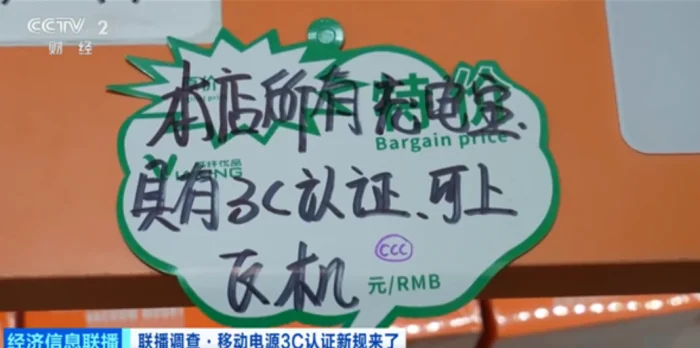 CCTV 2
财经
特价
Bargain price
本店所有充电宝、
具有3C认证、可上
飞机
CCC
元/RMB
经济信息联播
联播调查·移动电源3C认证新规来了